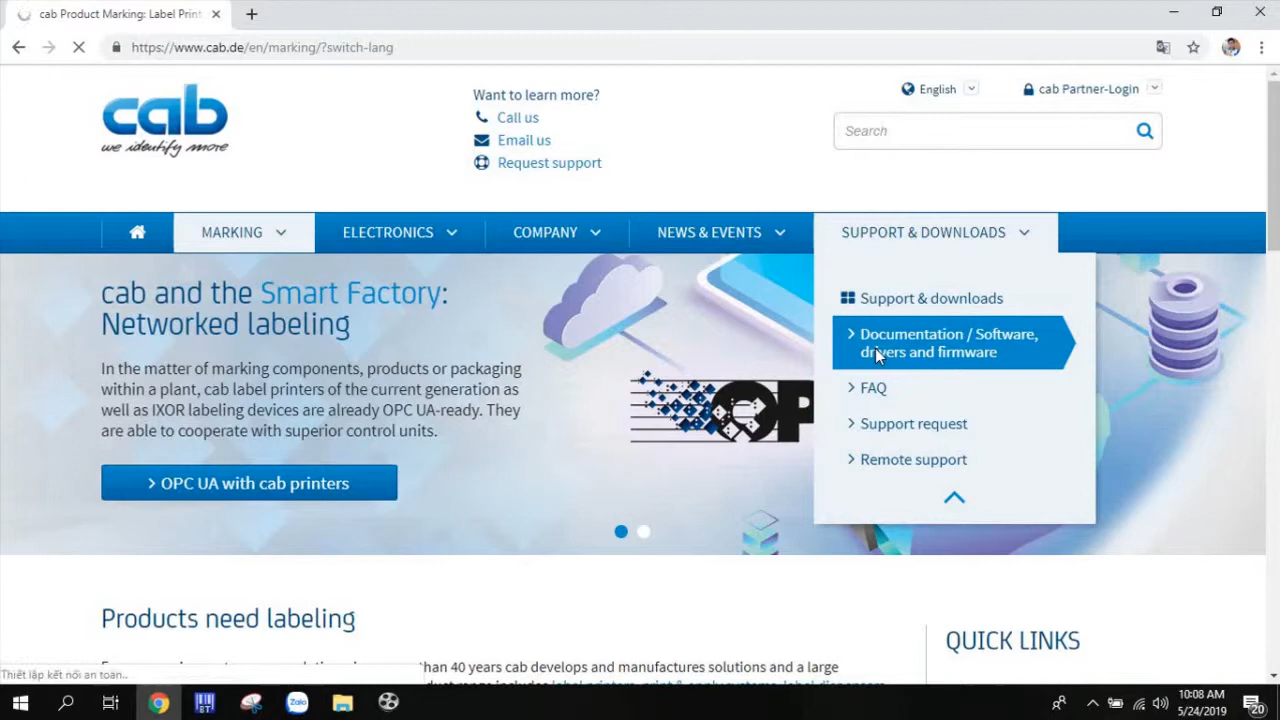 cab Product Marking: Label Print
https://www.cab.de/en/marking/?switch-lang
cab
we identify more
Want to learn more?
Call us
Email us
Request support
English
cab Partner-Login
Search
MARKING
ELECTRONICS
COMPANY
NEWS & EVENTS
SUPPORT & DOWNLOADS
cab and the Smart Factory:
Networked labeling
In the matter of marking components, products or packaging
within a plant, cab label printers of the current generation as
well as IXOR labeling devices are already OPC UA-ready. They
are able to cooperate with superior control units.
OPC UA with cab printers
OP
Support & downloads
Documentation / Software,
drivers and firmware
FAQ
Support request
Remote support
Products need labeling
than 40 years cab develops and manufactures solutions and a large
QUICK LINKS
Thiết lập kết nối an toàn..
Zalo
10:08 AM
5/24/2019
20